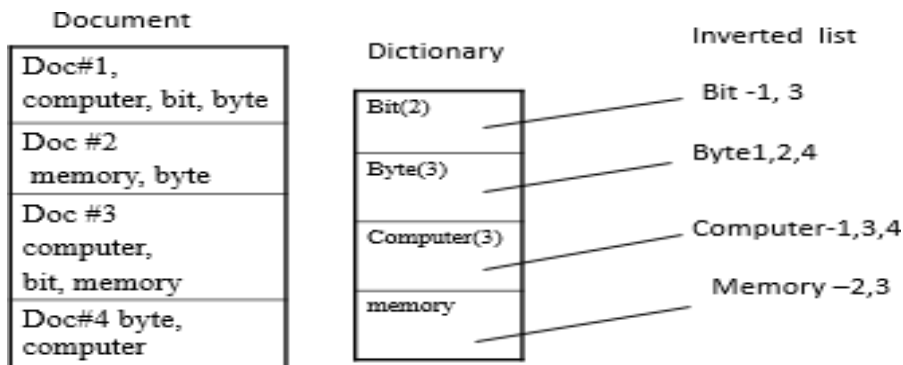 Document
Doc#1,
computer, bit, byte
Doc #2
memory, byte
Doc #3
computer,
bit, memory
Doc#4 byte,
computer
Dictionary
Bit(2)
Byte(3)
Computer(3)
memory
Inverted list
Bit -1, 3
Byte1,2,4
Computer-1,3,4
Memory –2,3